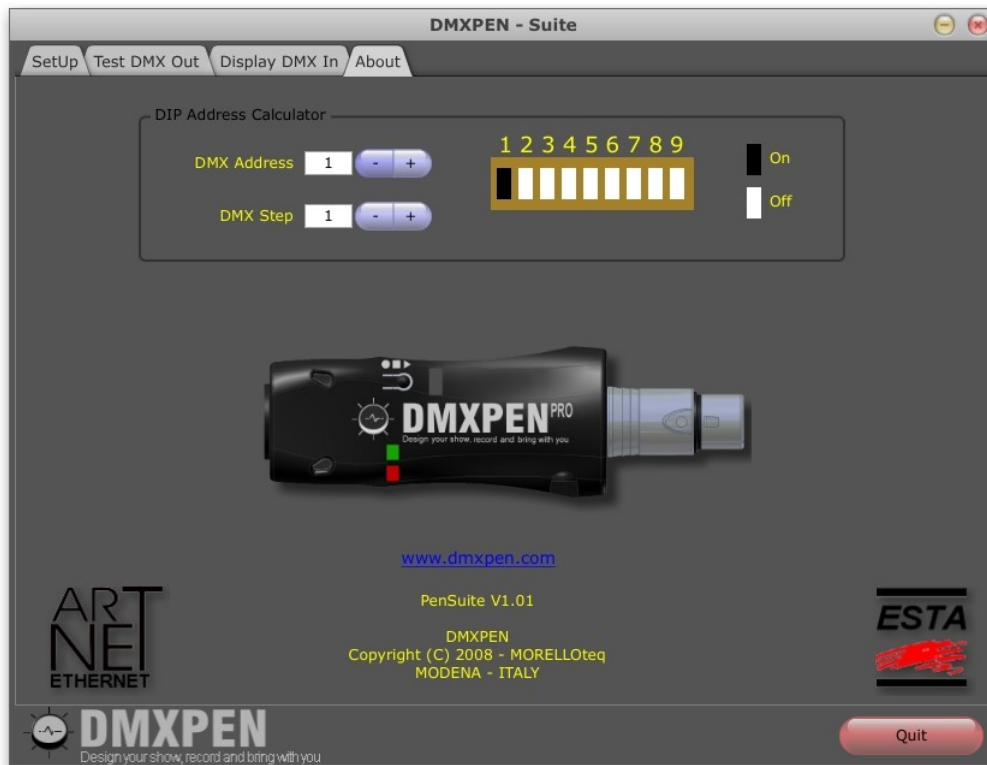 DMXPEN - Suite
SetUp
Test DMX Out
Display DMX In
About
DIP Address Calculator
1 2 3 4 5 6 7 8 9
DMX Address 1 - +
On
DMX Step 1 - +
Off
DMXPEN PRO
Design your show, record and bring with you
www.dmxpen.com
PenSuite V1.01
DMXPEN
Copyright (C) 2008 - MORELLOteq
MODENA - ITALY
ART
NET
ETHERNET
ESTA
DMXPEN
Design your show, record and bring with you
Quit